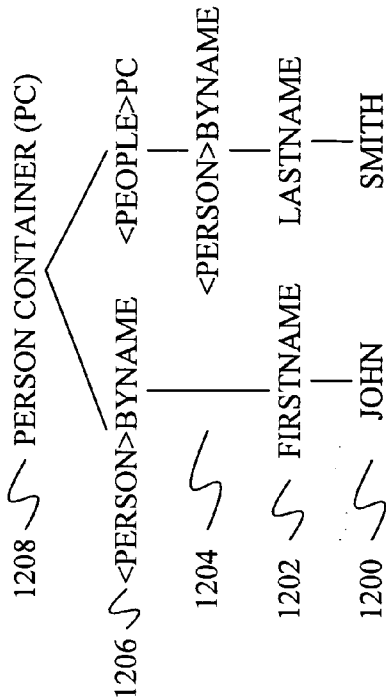 1208 PERSON CONTAINER (PC)
1206 <PERSON>BYNAME <PEOPLE>PC
1204 <PERSON>BYNAME
1202 FIRSTNAME LASTNAME
1200 JOHN SMITH